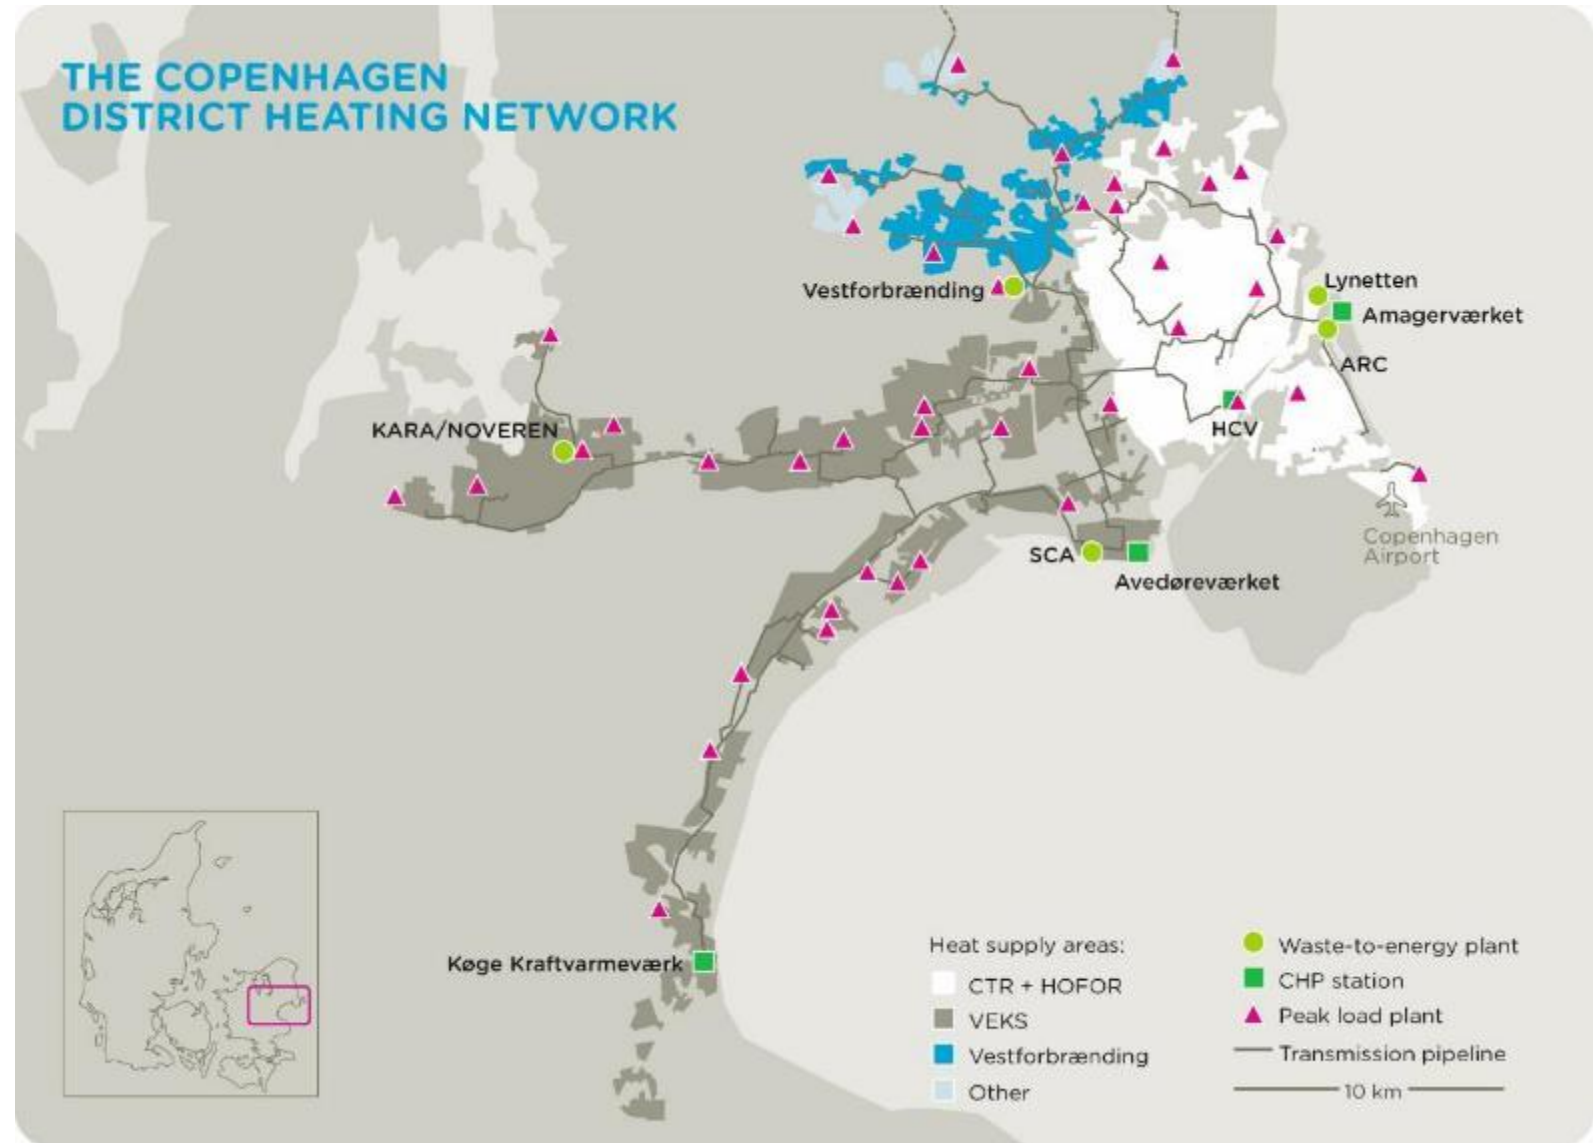 THE COPENHAGEN
DISTRICT HEATING NETWORK
Vestforbrænding
Lynetten
Amagerværket
ARC
KARA/NOVEREN
HCV
Copenhagen
Airport
SCA
Avedøreværket
Køge Kraftvarmeværk
Heat supply areas:
CTR + HOFOR
VEKS
Vestforbrænding
Other
Waste-to-energy plant
CHP station
Peak load plant
Transmission pipeline
10 km